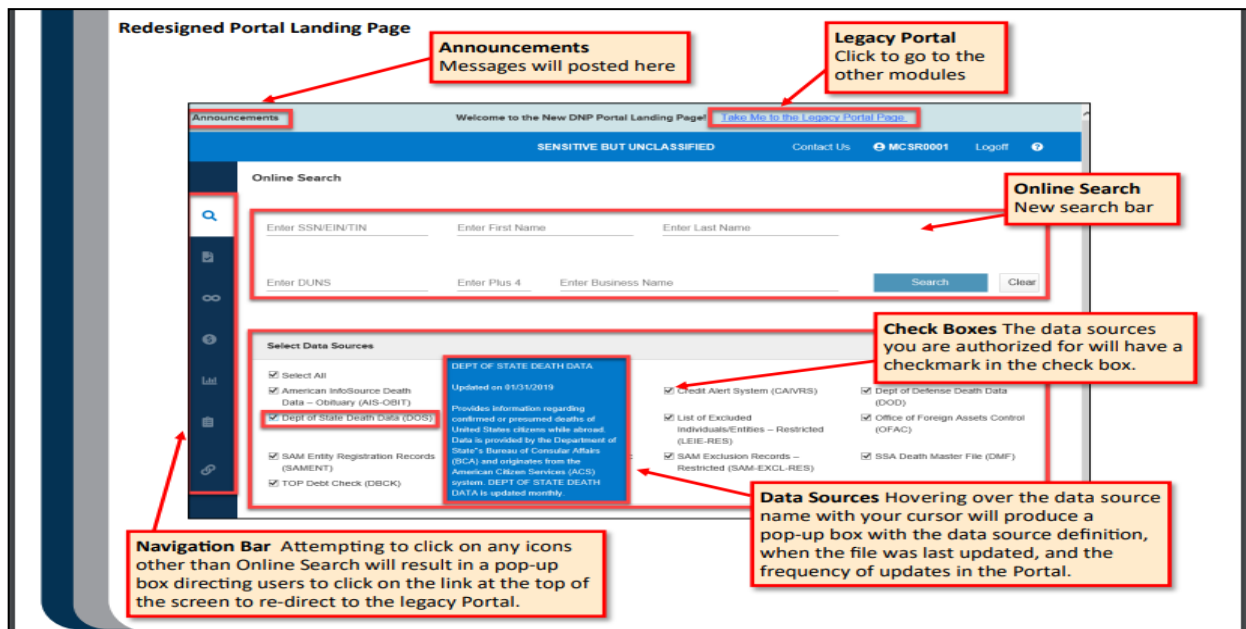 Redesigned Portal Landing Page
Announcements
Messages will posted here
Legacy Portal
Click to go to the
other modules
Announcements
Welcome to the New DNP Portal Landing Page!
Take Me to the Legacy Portal Page
SENSITIVE BUT UNCLASSIFIED
Contact Us
MCSR0001
Logoff
?
Online Search
Online Search
New search bar
Enter SSN/EIN/TIN
Enter First Name
Enter Last Name
Enter DUNS
Enter Plus 4
Enter Business Name
Search
Clear
Check Boxes The data sources
you are authorized for will have a
checkmark in the check box.
Select Data Sources
Select All
American InfoSource Death
Data – Obituary (AIS-OBIT)
Dept of State Death Data (DOS)
SAM Entity Registration Records
(SAMENT)
TOP Debt Check (DBCK)
DEPT OF STATE DEATH DATA
Updated on 01/31/2019
Provides information regarding
confirmed or presumed deaths of
United States citizens while abroad.
Data is provided by the Department of
State"s Bureau of Consular Affairs
(BCA) and originates from the
American Citizen Services (ACS)
system. DEPT OF STATE DEATH
DATA is updated monthly.
Credit Alert System (CAIVRS)
List of Excluded
Individuals/Entities – Restricted
(LEIE-RES)
SAM Exclusion Records –
Restricted (SAM-EXCL-RES)
Dept of Defense Death Data
(DOD)
Office of Foreign Assets Control
(OFAC)
SSA Death Master File (DMF)
Data Sources Hovering over the data source
name with your cursor will produce a
pop-up box with the data source definition,
when the file was last updated, and the
frequency of updates in the Portal.
Navigation Bar Attempting to click on any icons
other than Online Search will result in a pop-up
box directing users to click on the link at the top of
the screen to re-direct to the legacy Portal.